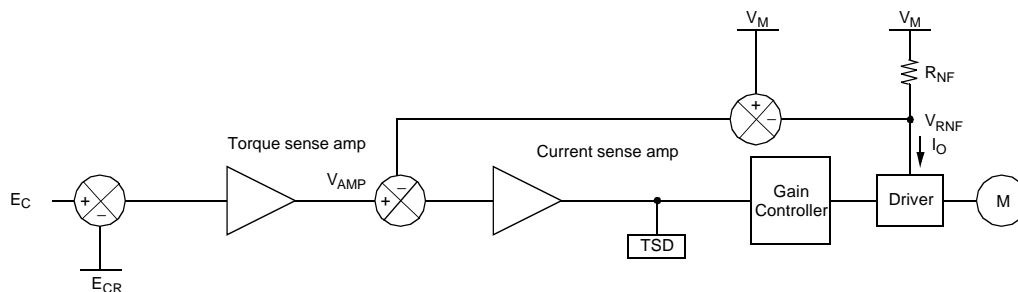 V_M
V_M
R_NF
+
−
V_RNF
I_O
Torque sense amp
Current sense amp
E_C
+
−
V_AMP
−
+
Gain
Controller
Driver
M
TSD
E_CR